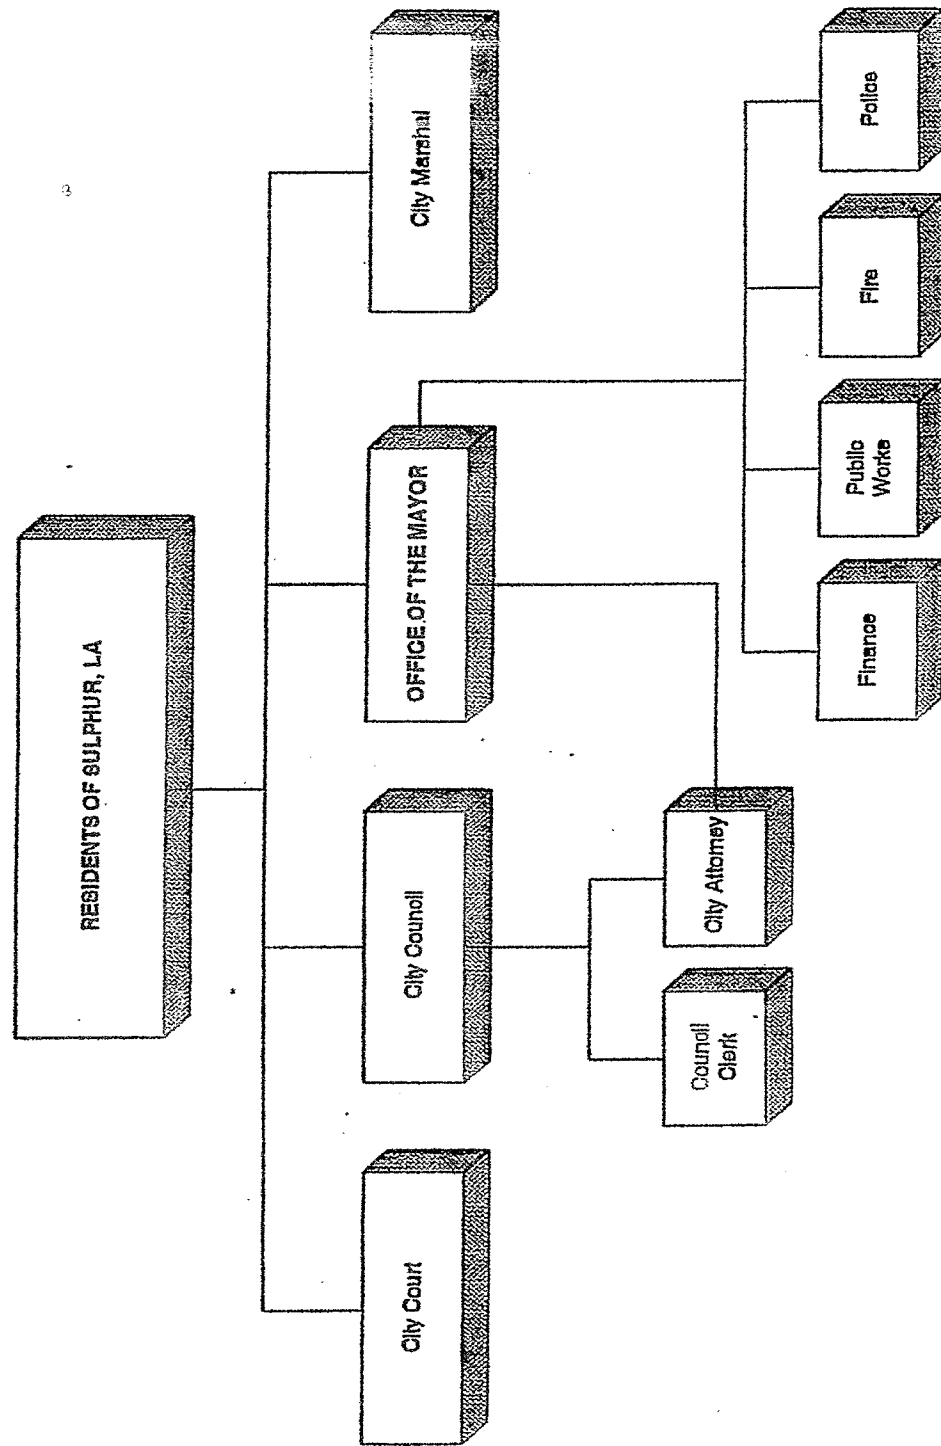 RESIDENTS OF SULPHUR, LA
City Court
City Council
OFFICE OF THE MAYOR
City Marshal
Council
Clerk
City Attorney
Finance
Public
Works
Fire
Police
3